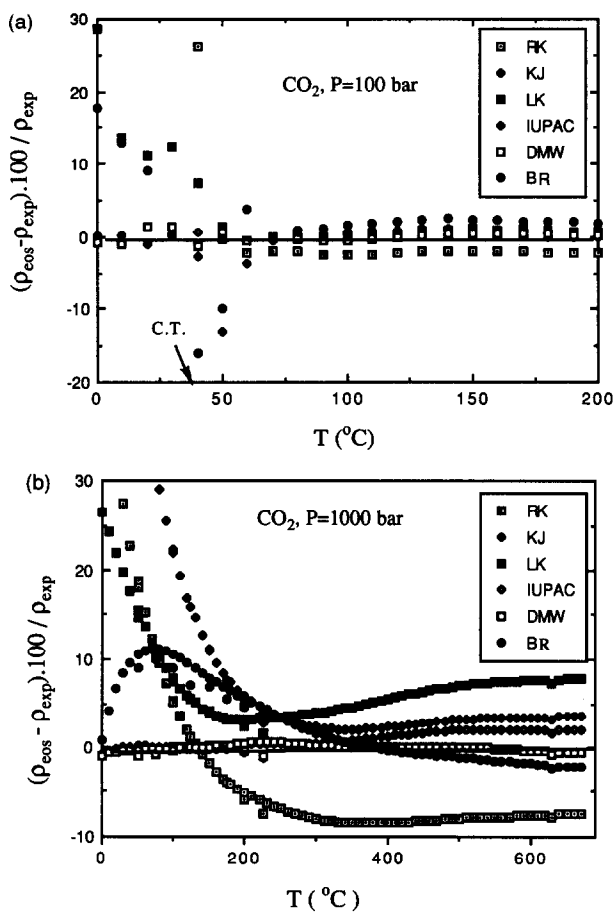 (a)
30
20
10
0
-10
-20
(ρeos-ρexp).100 / ρexp
CO2, P=100 bar
RK
KJ
LK
IUPAC
DMW
BR
C.T.
0 50 100 150 200
T (°C)
(b)
30
20
10
0
-10
(ρeos - ρexp).100 / ρexp
CO2, P=1000 bar
RK
KJ
LK
IUPAC
DMW
BR
0 200 400 600
T (°C)